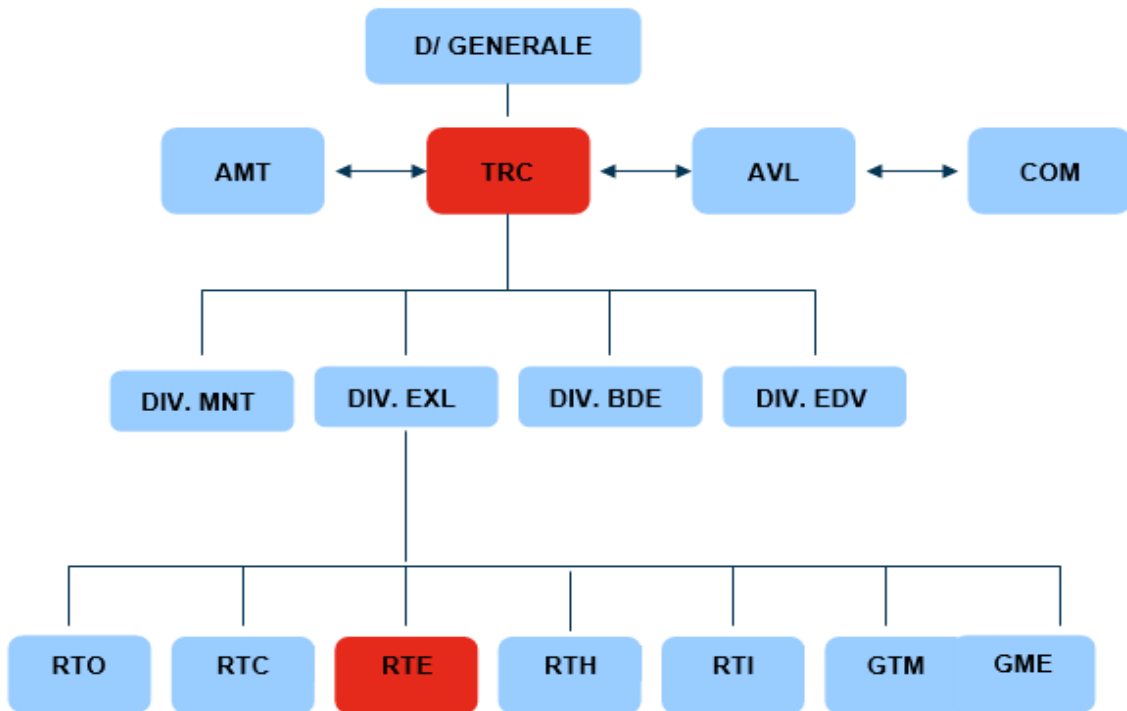 D/ GENERALE
AMT
TRC
AVL
COM
DIV. MNT
DIV. EXL
DIV. BDE
DIV. EDV
RTO
RTC
RTE
RTH
RTI
GTM
GME